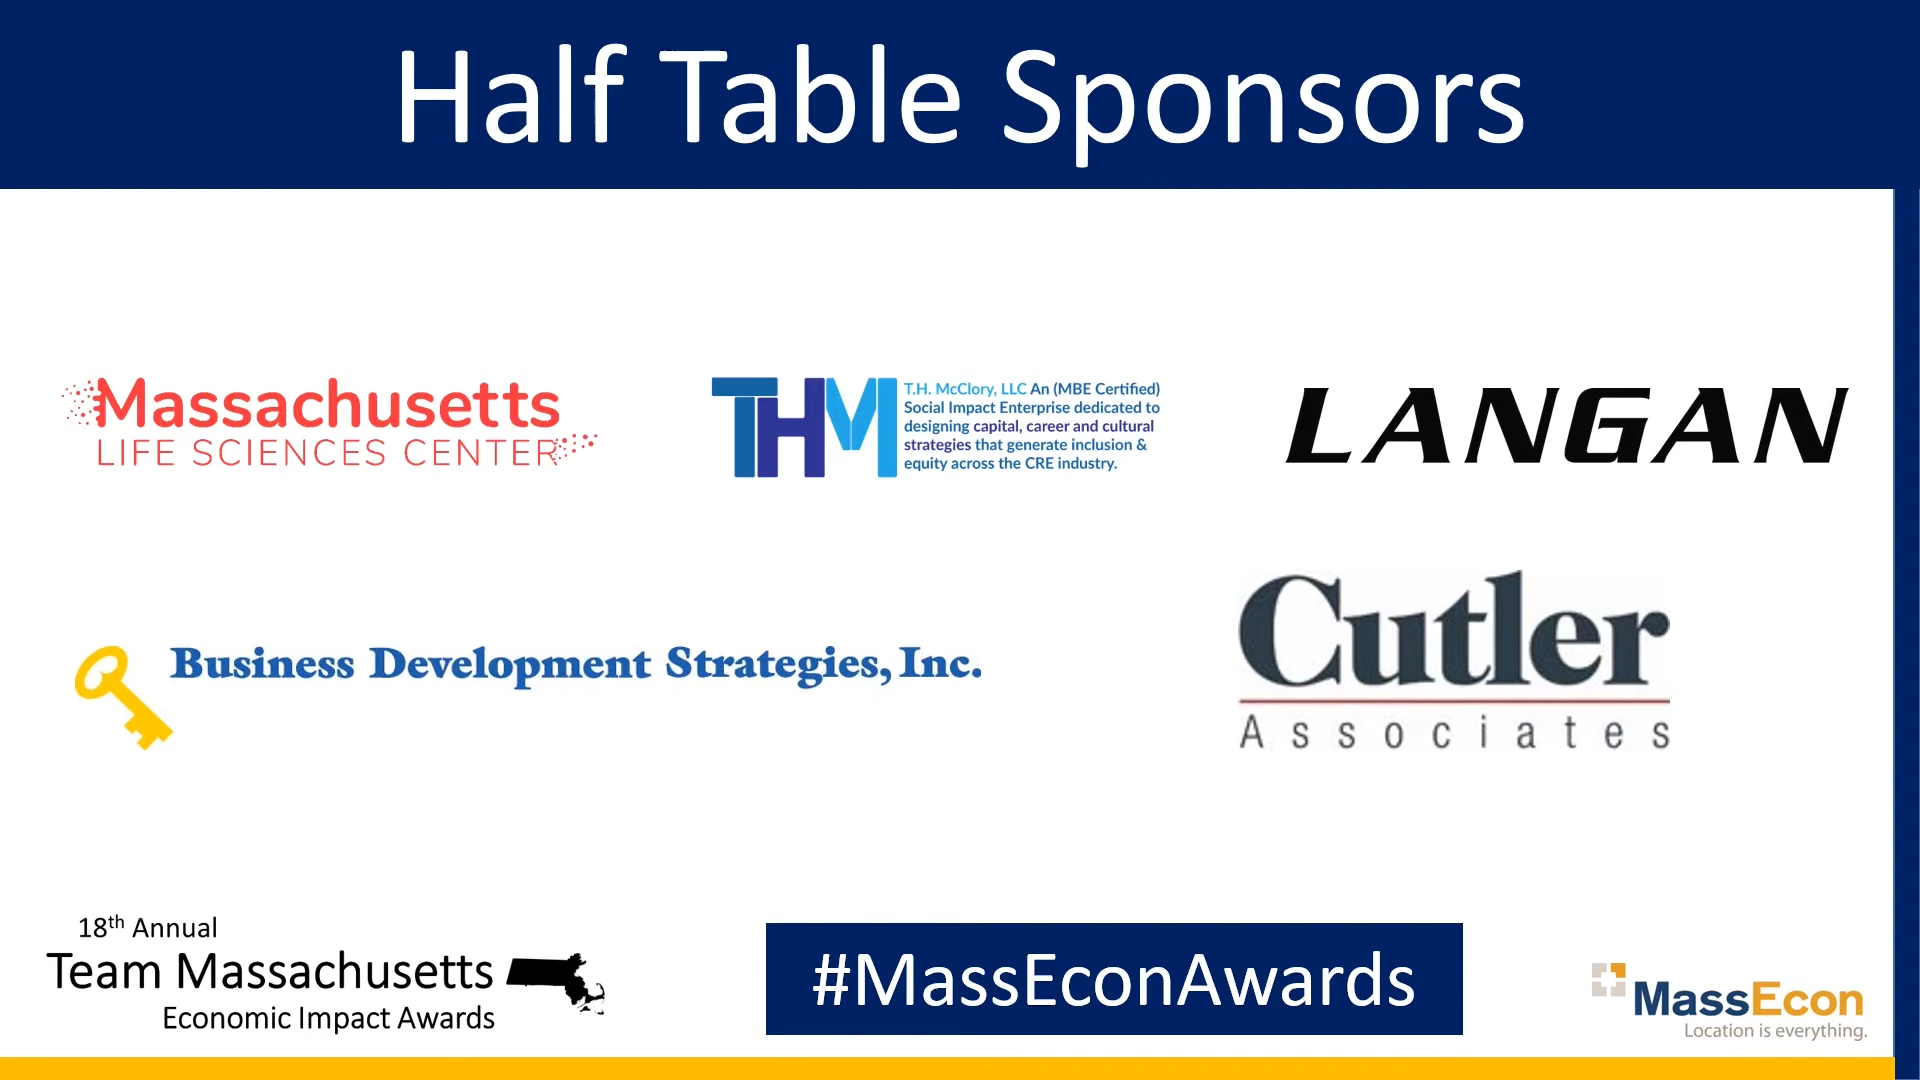 Half Table Sponsors
Massachusetts
LIFE SCIENCES CENTER
THM
T.H. McClory, LLC An (MBE Certified)
Social Impact Enterprise dedicated to
designing capital, career and cultural
strategies that generate inclusion &
equity across the CRE industry.
LANGAN
Business Development Strategies, Inc.
Cutler
Associates
18th Annual
Team Massachusetts
Economic Impact Awards
#MassEconAwards
MassEcon
Location is everything.